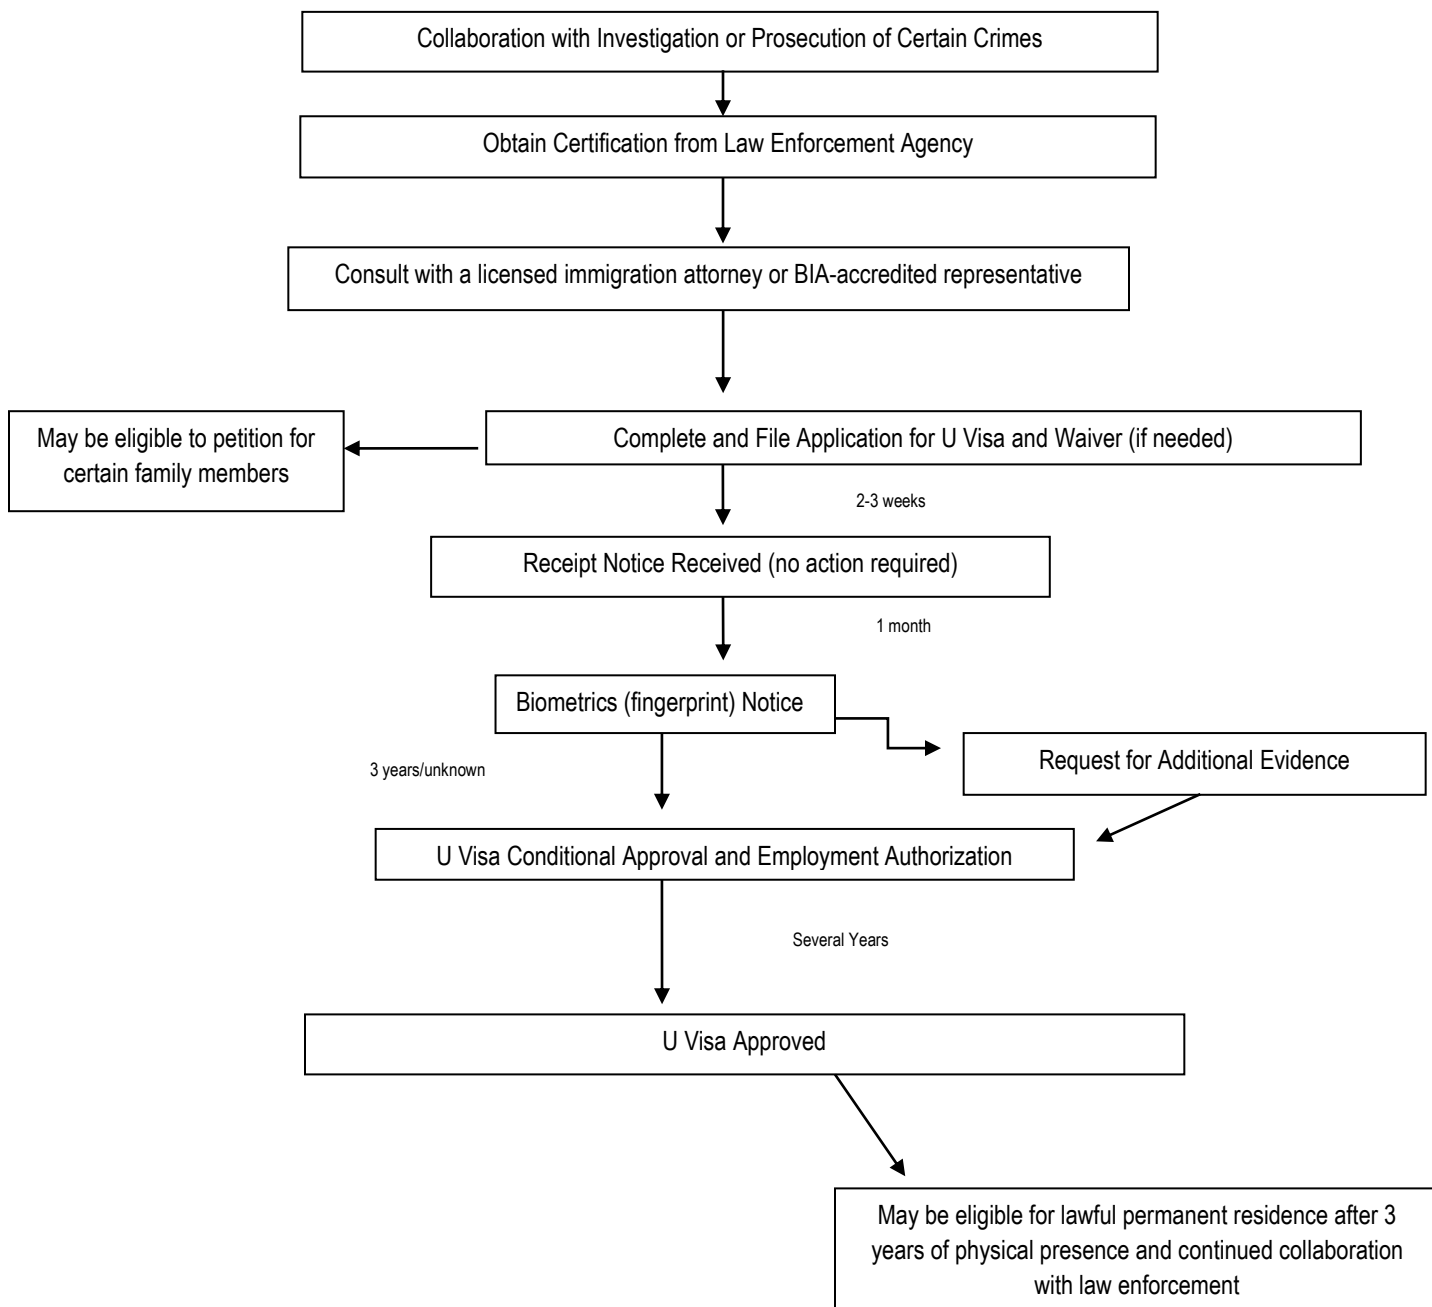 Collaboration with Investigation or Prosecution of Certain Crimes
Obtain Certification from Law Enforcement Agency
Consult with a licensed immigration attorney or BIA-accredited representative
May be eligible to petition for
certain family members
Complete and File Application for U Visa and Waiver (if needed)
2-3 weeks
Receipt Notice Received (no action required)
1 month
Biometrics (fingerprint) Notice
Request for Additional Evidence
3 years/unknown
U Visa Conditional Approval and Employment Authorization
Several Years
U Visa Approved
May be eligible for lawful permanent residence after 3
years of physical presence and continued collaboration
with law enforcement